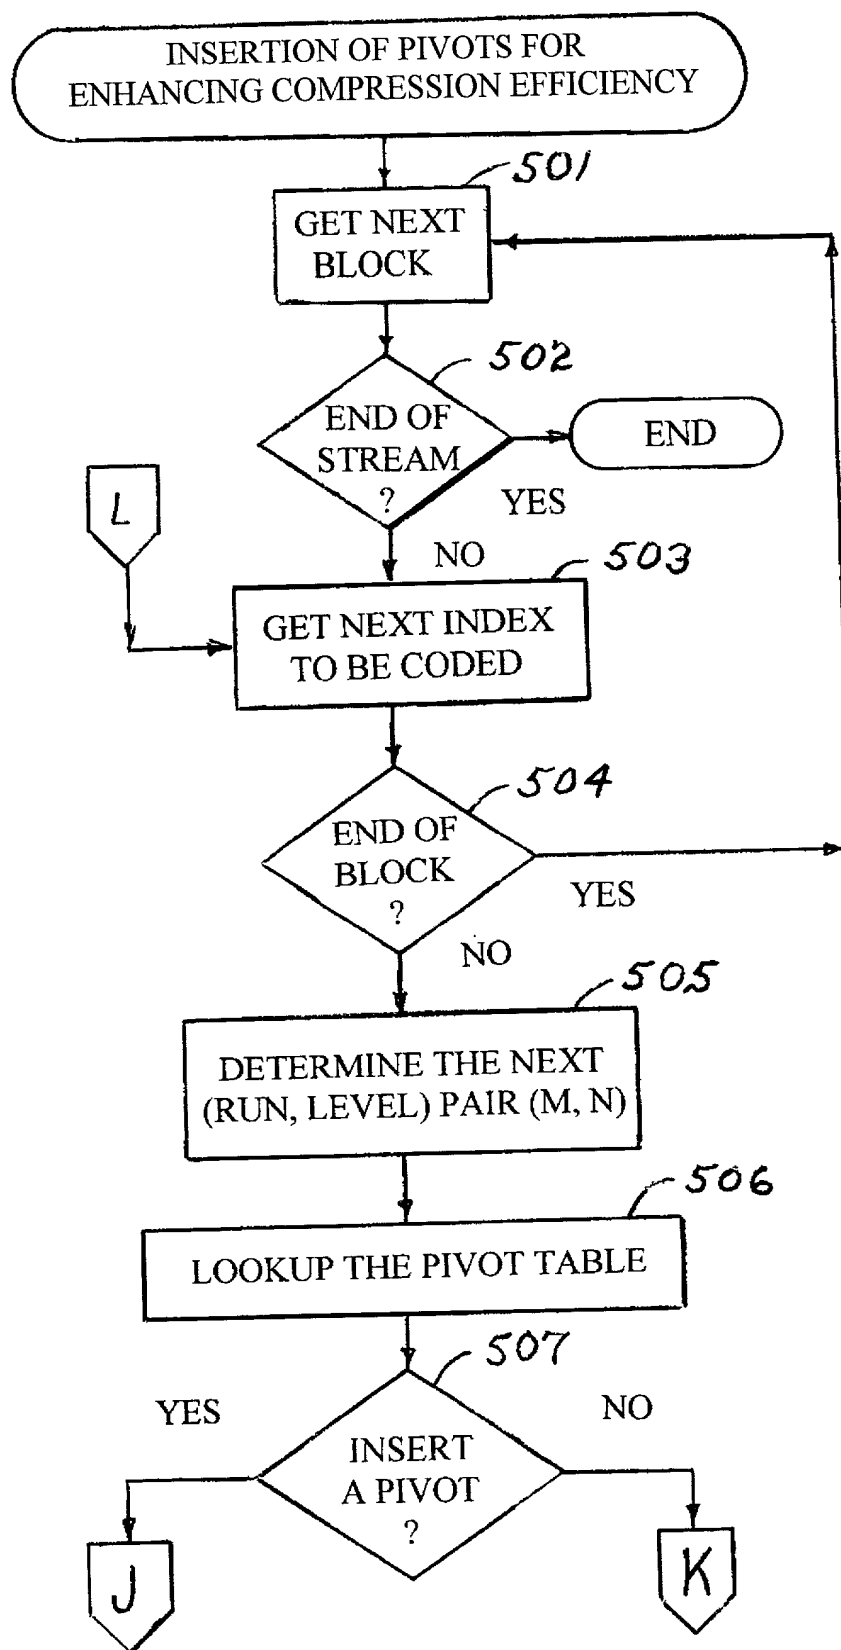 INSERTION OF PIVOTS FOR
ENHANCING COMPRESSION EFFICIENCY
501
GET NEXT
BLOCK
502
END OF
STREAM
?
END
YES
NO
L
503
GET NEXT INDEX
TO BE CODED
504
END OF
BLOCK
?
YES
NO
505
DETERMINE THE NEXT
(RUN, LEVEL) PAIR (M, N)
506
LOOKUP THE PIVOT TABLE
507
YES
NO
INSERT
A PIVOT
?
J
K